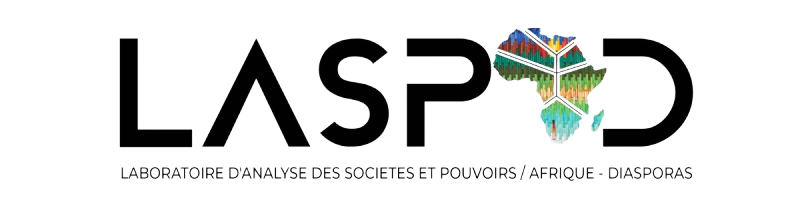 LASPAD
LABORATOIRE D'ANALYSE DES SOCIETES ET POUVOIRS / AFRIQUE - DIASPORAS